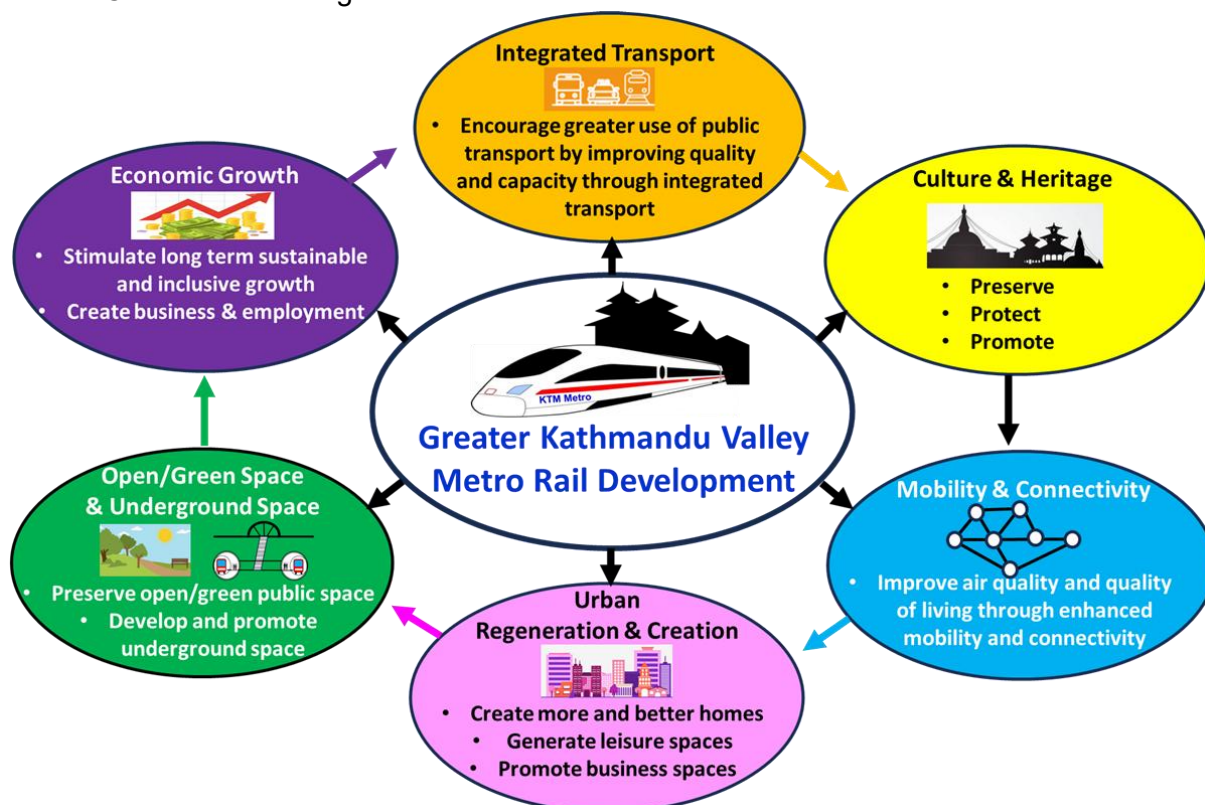 Integrated Transport
• Encourage greater use of public
transport by improving quality
and capacity through integrated
transport
Culture & Heritage
• Preserve
• Protect
• Promote
Mobility & Connectivity
• Improve air quality and quality
of living through enhanced
mobility and connectivity
Urban
Regeneration & Creation
• Create more and better homes
• Generate leisure spaces
• Promote business spaces
Open/Green Space
& Underground Space
• Preserve open/green public space
• Develop and promote
underground space
Economic Growth
• Stimulate long term sustainable
and inclusive growth
• Create business & employment
KTM Metro
Greater Kathmandu Valley
Metro Rail Development